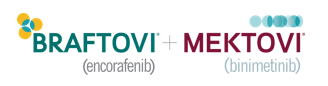 BRAFTOVI® + MEKTOVI®
(encorafenib) (binimetinib)